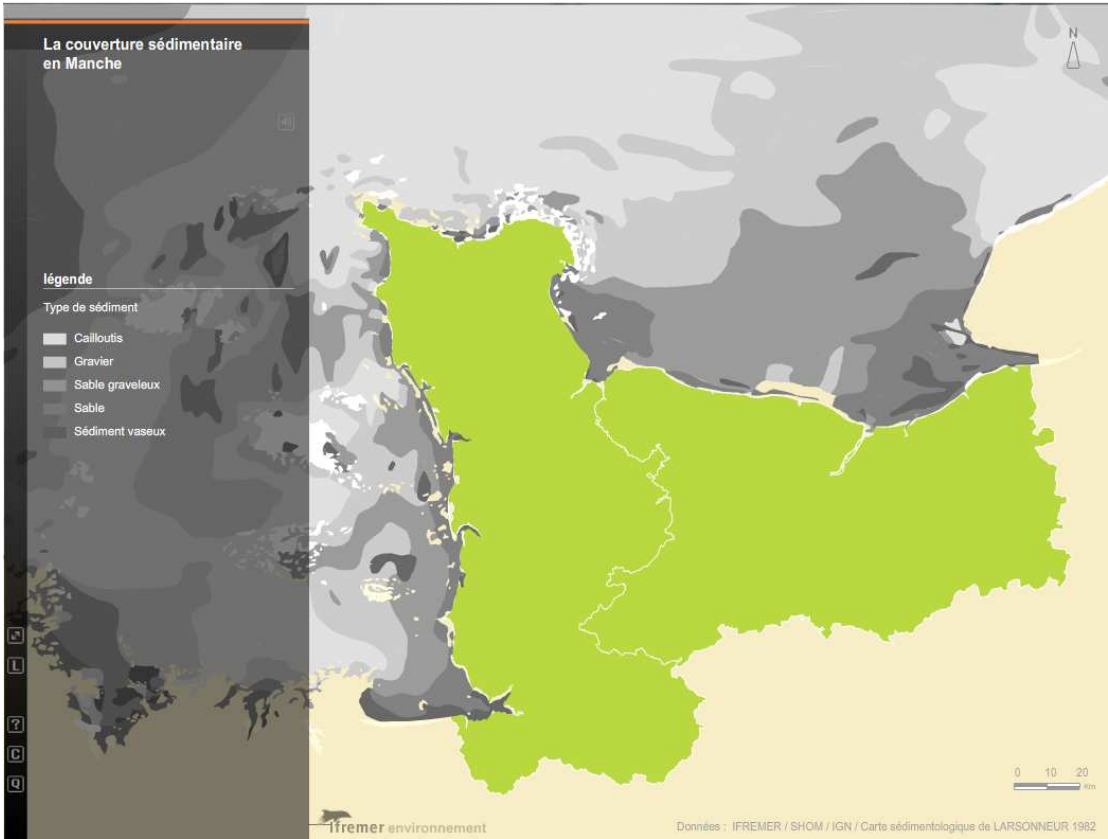 La couverture sédimentaire
en Manche
N
légende
Type de sédiment
Cailloutis
Gravier
Sable graveleux
Sable
Sédiment vaseux
L
?
C
Q
0 10 20
Km
ifremer environnement
Données : IFREMER / SHOM / IGN / Carte sédimentologique de LARSONNEUR 1982